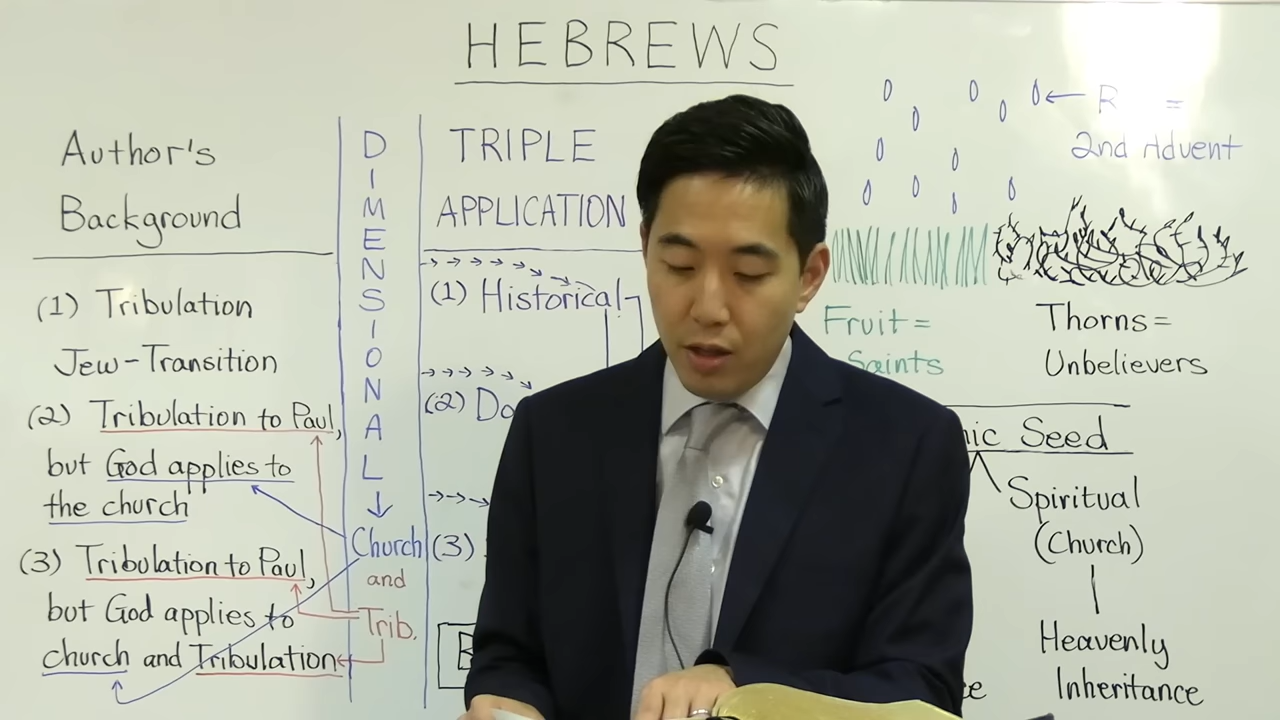 HEBREWS
Author's
Background
(1) Tribulation
Jew-Transition
(2) Tribulation to Paul,
but God applies to
the church
(3) Tribulation to Paul,
but God applies to
church and Tribulation
DIMENSIONAL
Church
and
Trib.
TRIPLE
APPLICATION
(1) Historical
(2)
(3)
R =
2nd Advent
Fruit =
Saints
Thorns =
Unbelievers
Seed
Spiritual
(Church)
Heavenly
Inheritance